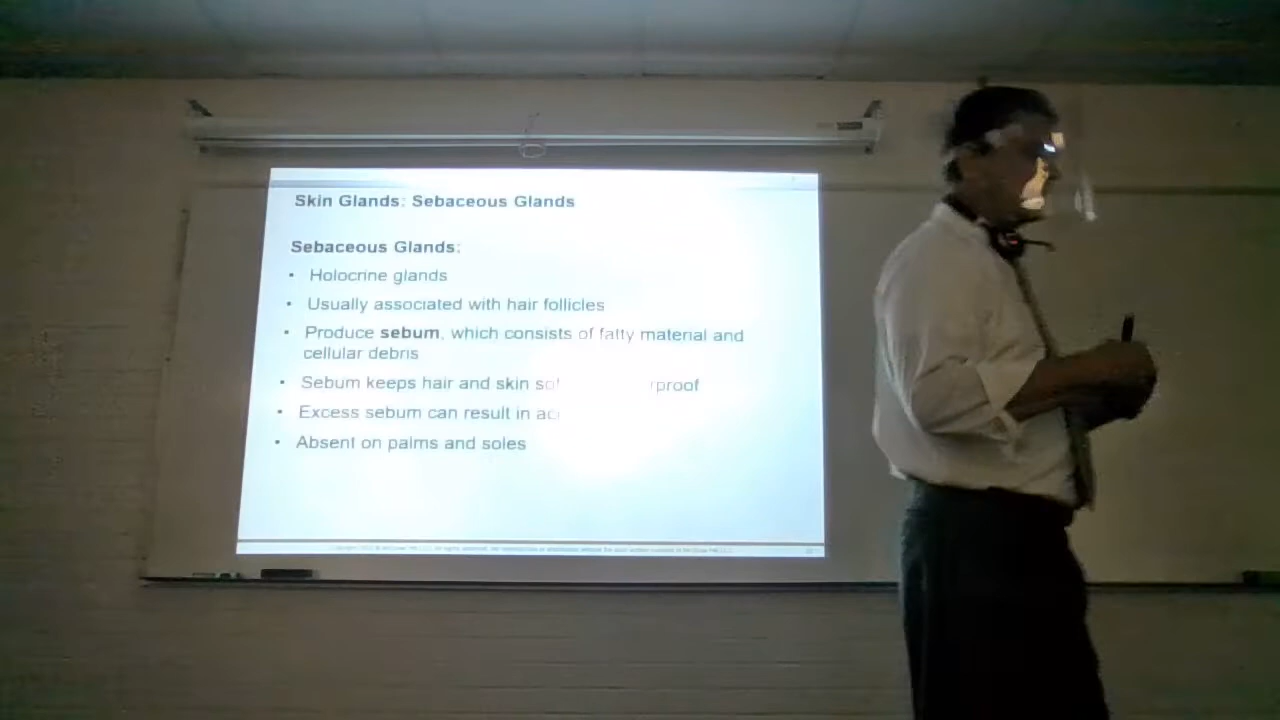 Skin Glands: Sebaceous Glands
Sebaceous Glands:
• Holocrine glands
• Usually associated with hair follicles
• Produce sebum, which consists of fatty material and
cellular debris
• Sebum keeps hair and skin so rproof
• Excess sebum can result in ac
• Absent on palms and soles